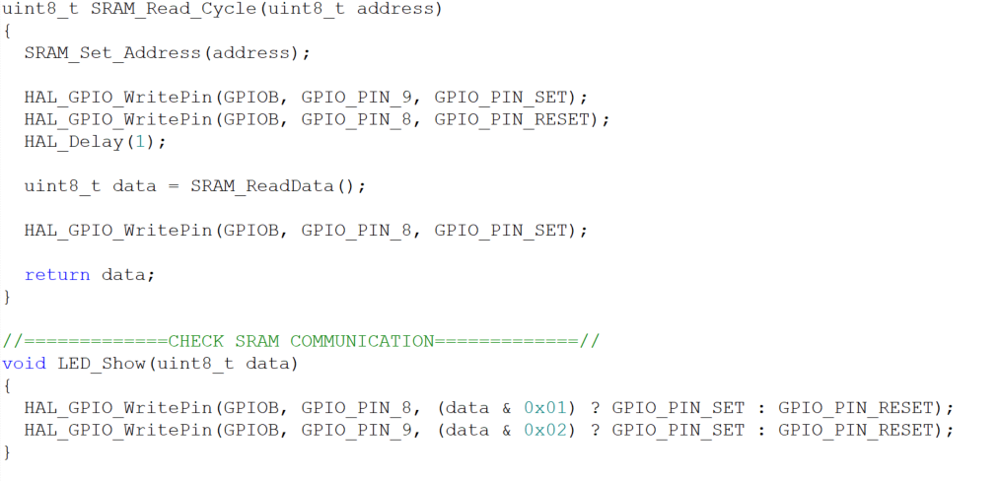 uint8_t SRAM_Read_Cycle(uint8_t address)
{
  SRAM_Set_Address(address);

  HAL_GPIO_WritePin(GPIOB, GPIO_PIN_9, GPIO_PIN_SET);
  HAL_GPIO_WritePin(GPIOB, GPIO_PIN_8, GPIO_PIN_RESET);
  HAL_Delay(1);

  uint8_t data = SRAM_ReadData();

  HAL_GPIO_WritePin(GPIOB, GPIO_PIN_8, GPIO_PIN_SET);

  return data;
}

//=============CHECK SRAM COMMUNICATION=============//
void LED_Show(uint8_t data)
{
  HAL_GPIO_WritePin(GPIOB, GPIO_PIN_8, (data & 0x01) ? GPIO_PIN_SET : GPIO_PIN_RESET);
  HAL_GPIO_WritePin(GPIOB, GPIO_PIN_9, (data & 0x02) ? GPIO_PIN_SET : GPIO_PIN_RESET);
}